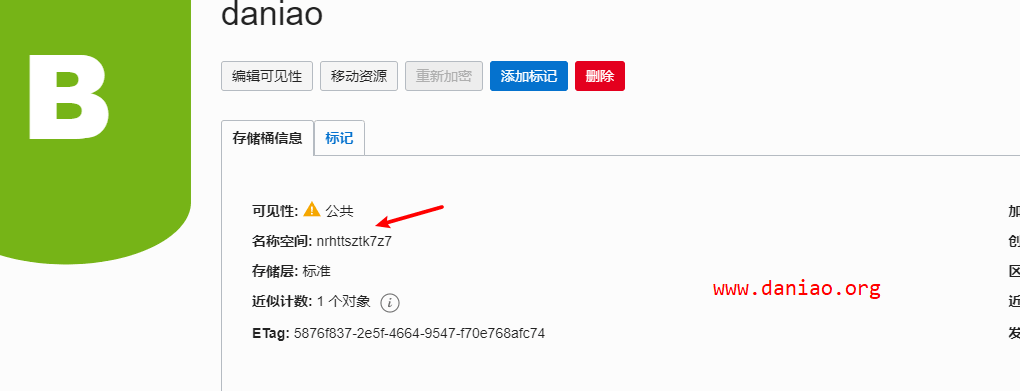 daniao
B
编辑可见性 移动资源 重新加密 添加标记 删除
存储桶信息 标记
可见性: 公共 加
名称空间: nrhttsztk7z7 创
存储层: 标准 区
近似计数: 1 个对象 i 近
www.daniao.org
ETag: 5876f837-2e5f-4664-9547-f70e768afc74 发